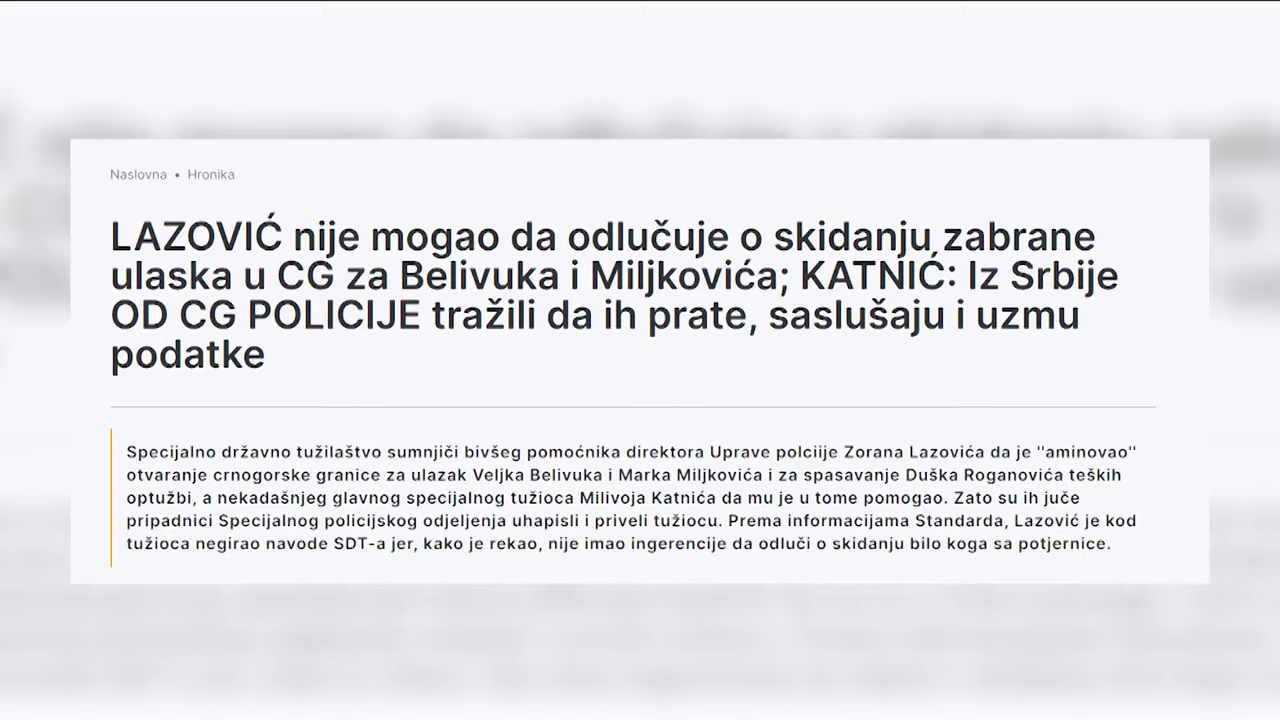 Naslovna • Hronika
LAZOVIĆ nije mogao da odlučuje o skidanju zabrane
ulaska u CG za Belivuka i Miljkovića; KATNIĆ: Iz Srbije
OD CG POLICIJE tražili da ih prate, saslušaju i uzmu
podatke
Specijalno državno tužilaštvo sumnjiči bivšeg pomoćnika direktora Uprave polciije Zorana Lazovića da je ''aminovao''
otvaranje crnogorske granice za ulazak Veljka Belivuka i Marka Miljkovića i za spasavanje Duška Roganovića teških
optužbi, a nekadašnjeg glavnog specijalnog tužioca Milivoja Katnića da mu je u tome pomogao. Zato su ih juče
pripadnici Specijalnog policijskog odjeljenja uhapisli i priveli tužiocu. Prema informacijama Standarda, Lazović je kod
tužioca negirao navode SDT-a jer, kako je rekao, nije imao ingerencije da odluči o skidanju bilo koga sa potjernice.